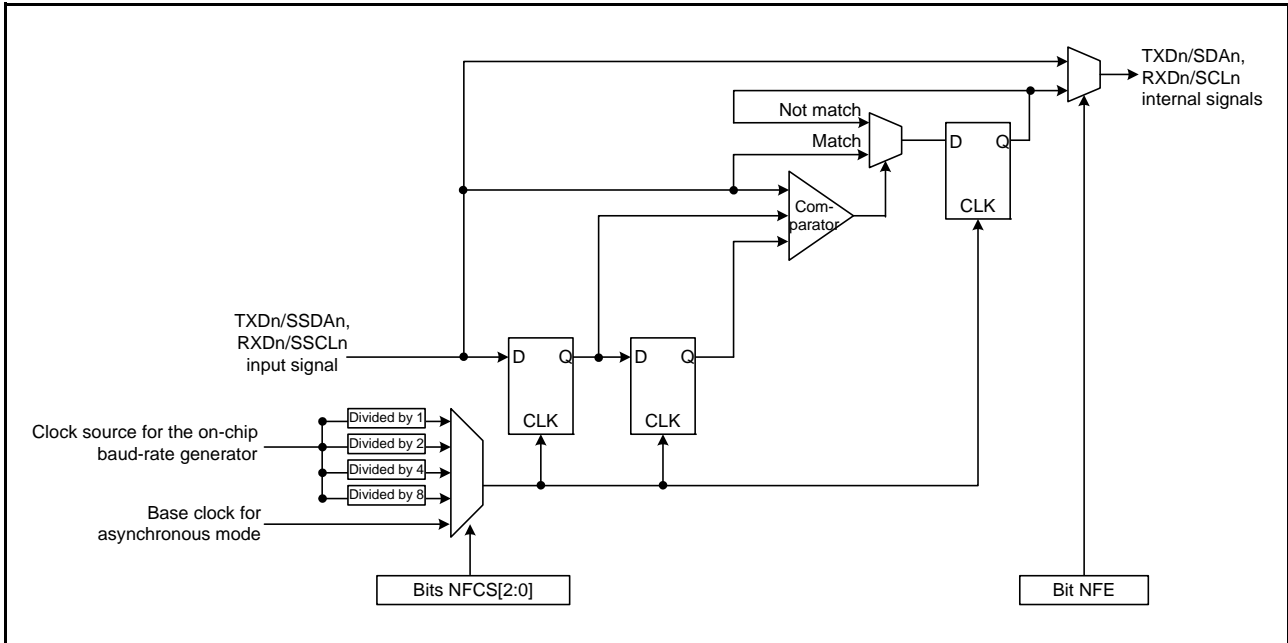 TXDn/SDAn,
RXDn/SCLn
internal signals
Not match
Match
D
Q
CLK
Com-
parator
TXDn/SSDAn,
RXDn/SSCLn
input signal
D
Q
CLK
D
Q
CLK
Clock source for the on-chip
baud-rate generator
Divided by 1
Divided by 2
Divided by 4
Divided by 8
Base clock for
asynchronous mode
Bits NFCS[2:0]
Bit NFE